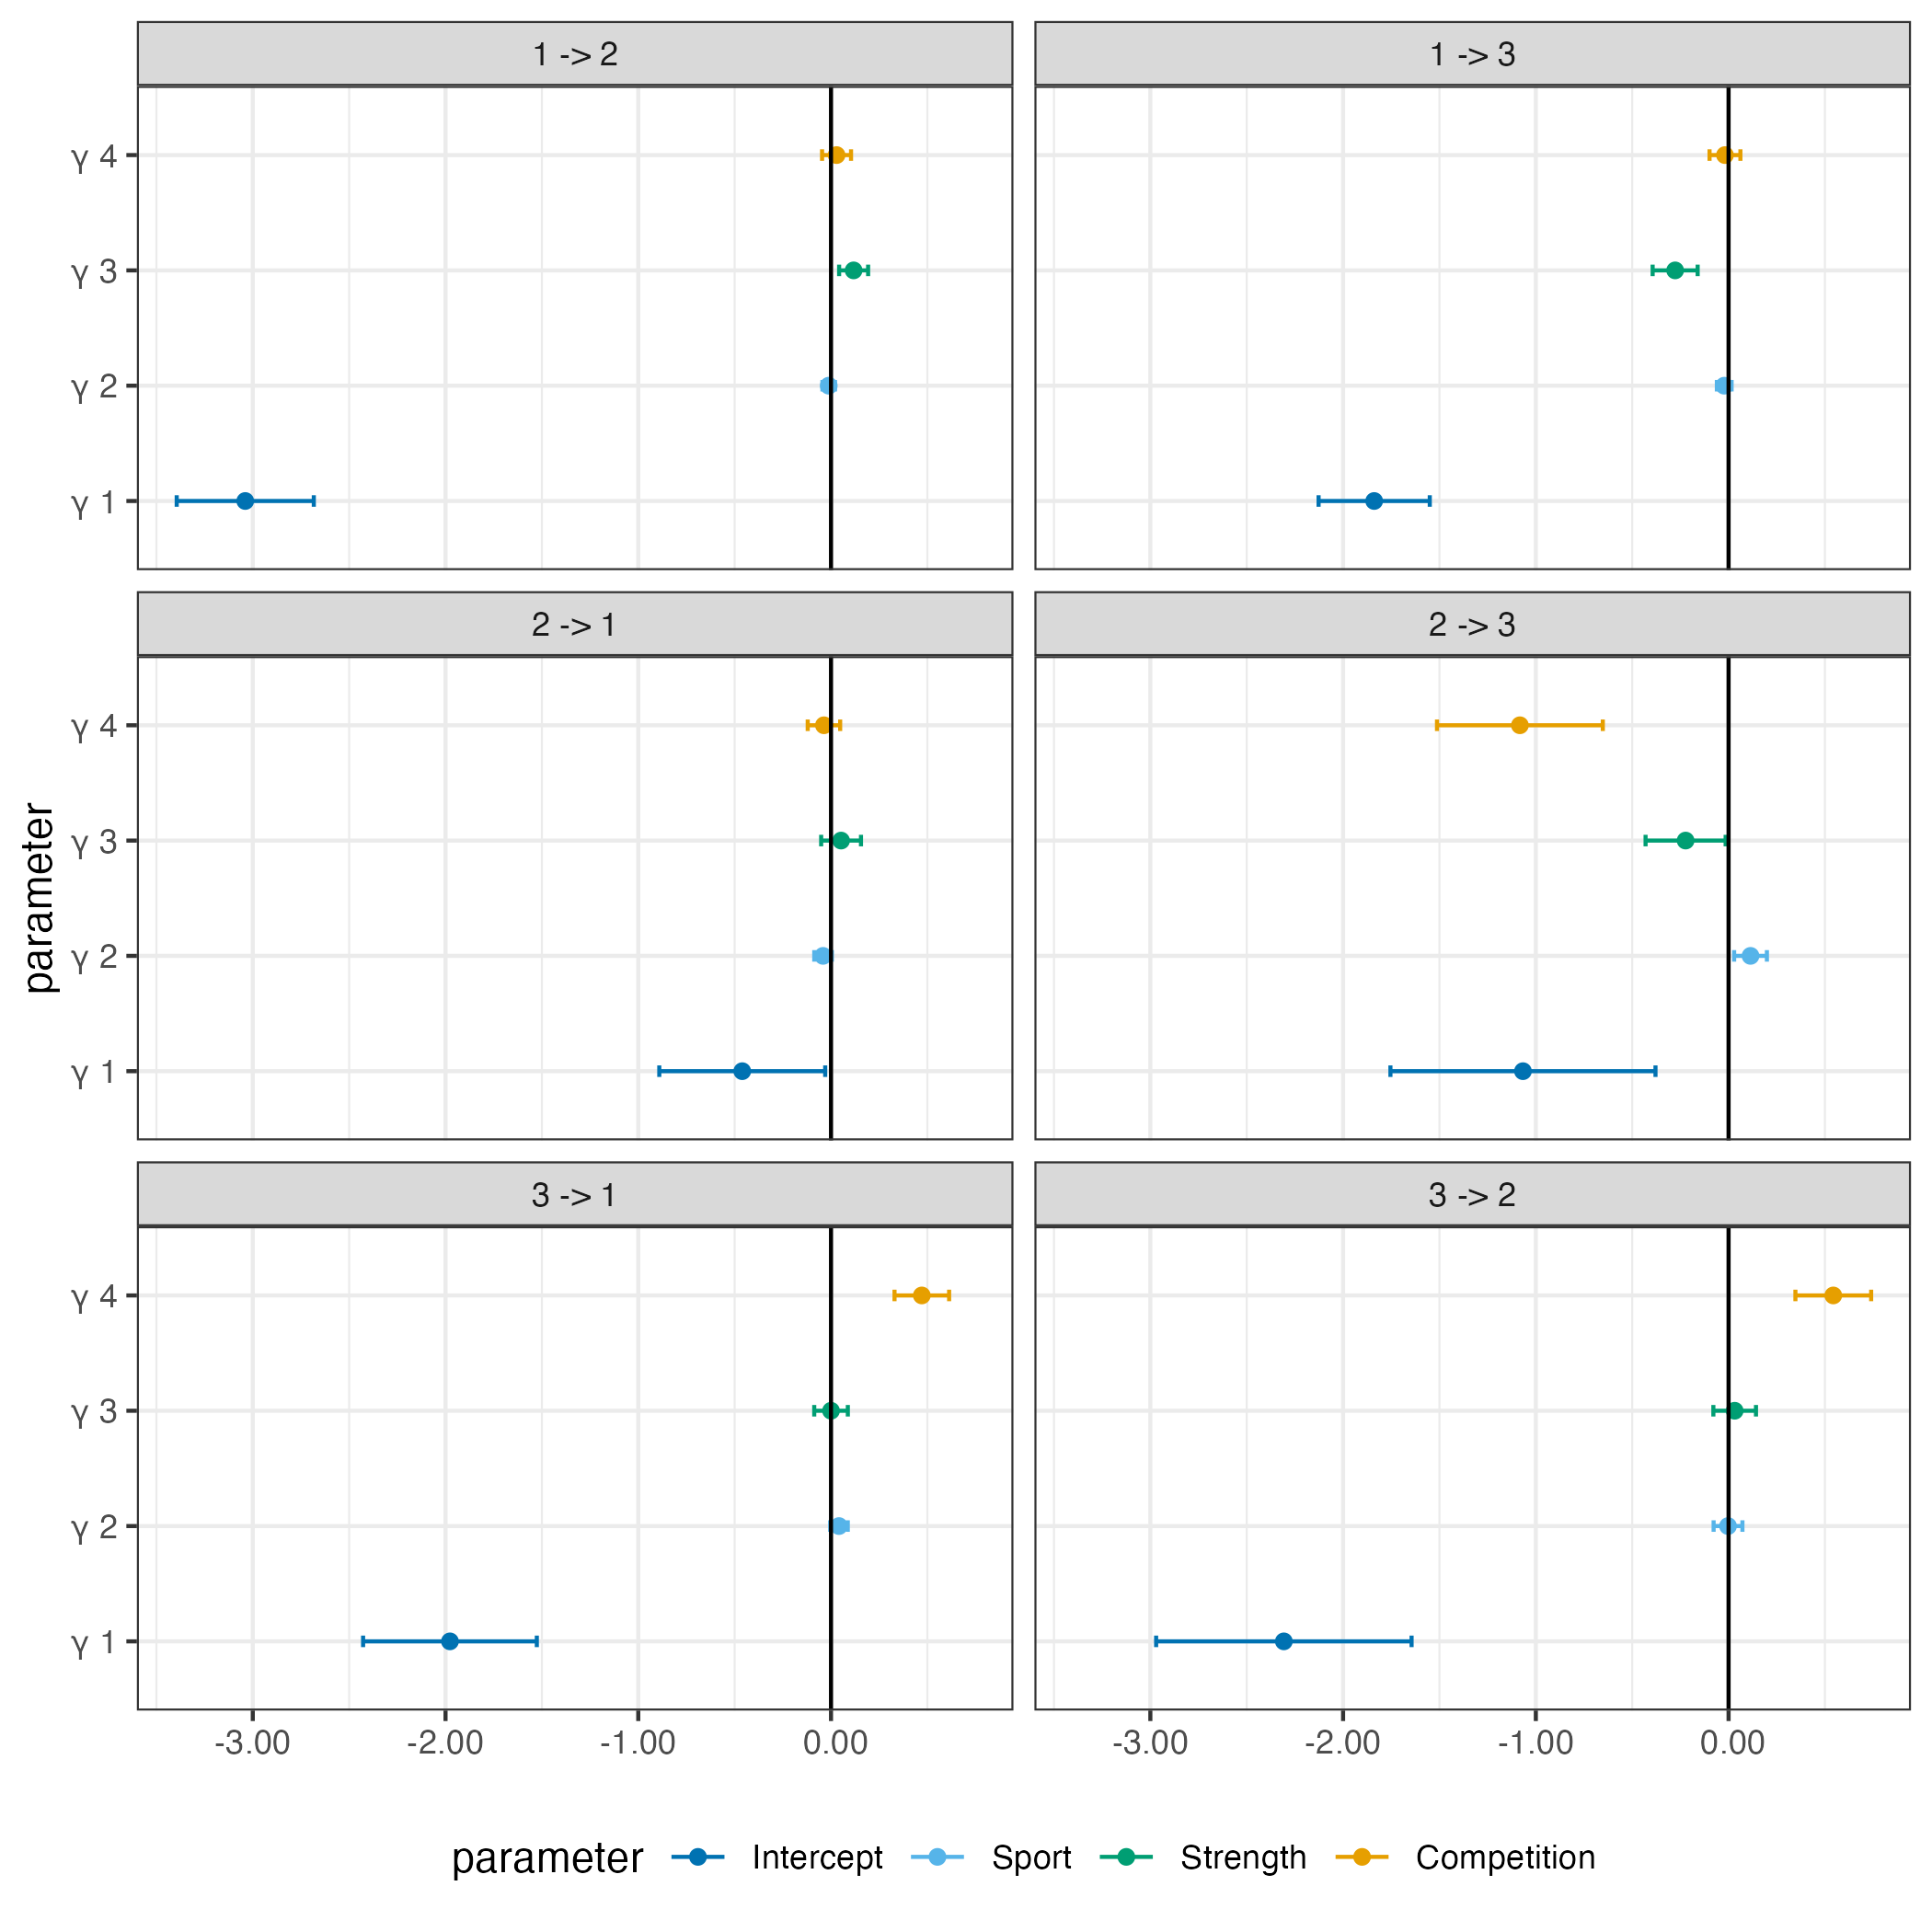 1 -> 2
1 -> 3
γ 4
γ 3
γ 2
γ 1
2 -> 1
2 -> 3
γ 4
γ 3
γ 2
γ 1
3 -> 1
3 -> 2
γ 4
γ 3
γ 2
γ 1
parameter
-3.00 -2.00 -1.00 0.00
-3.00 -2.00 -1.00 0.00
parameter Intercept Sport Strength Competition